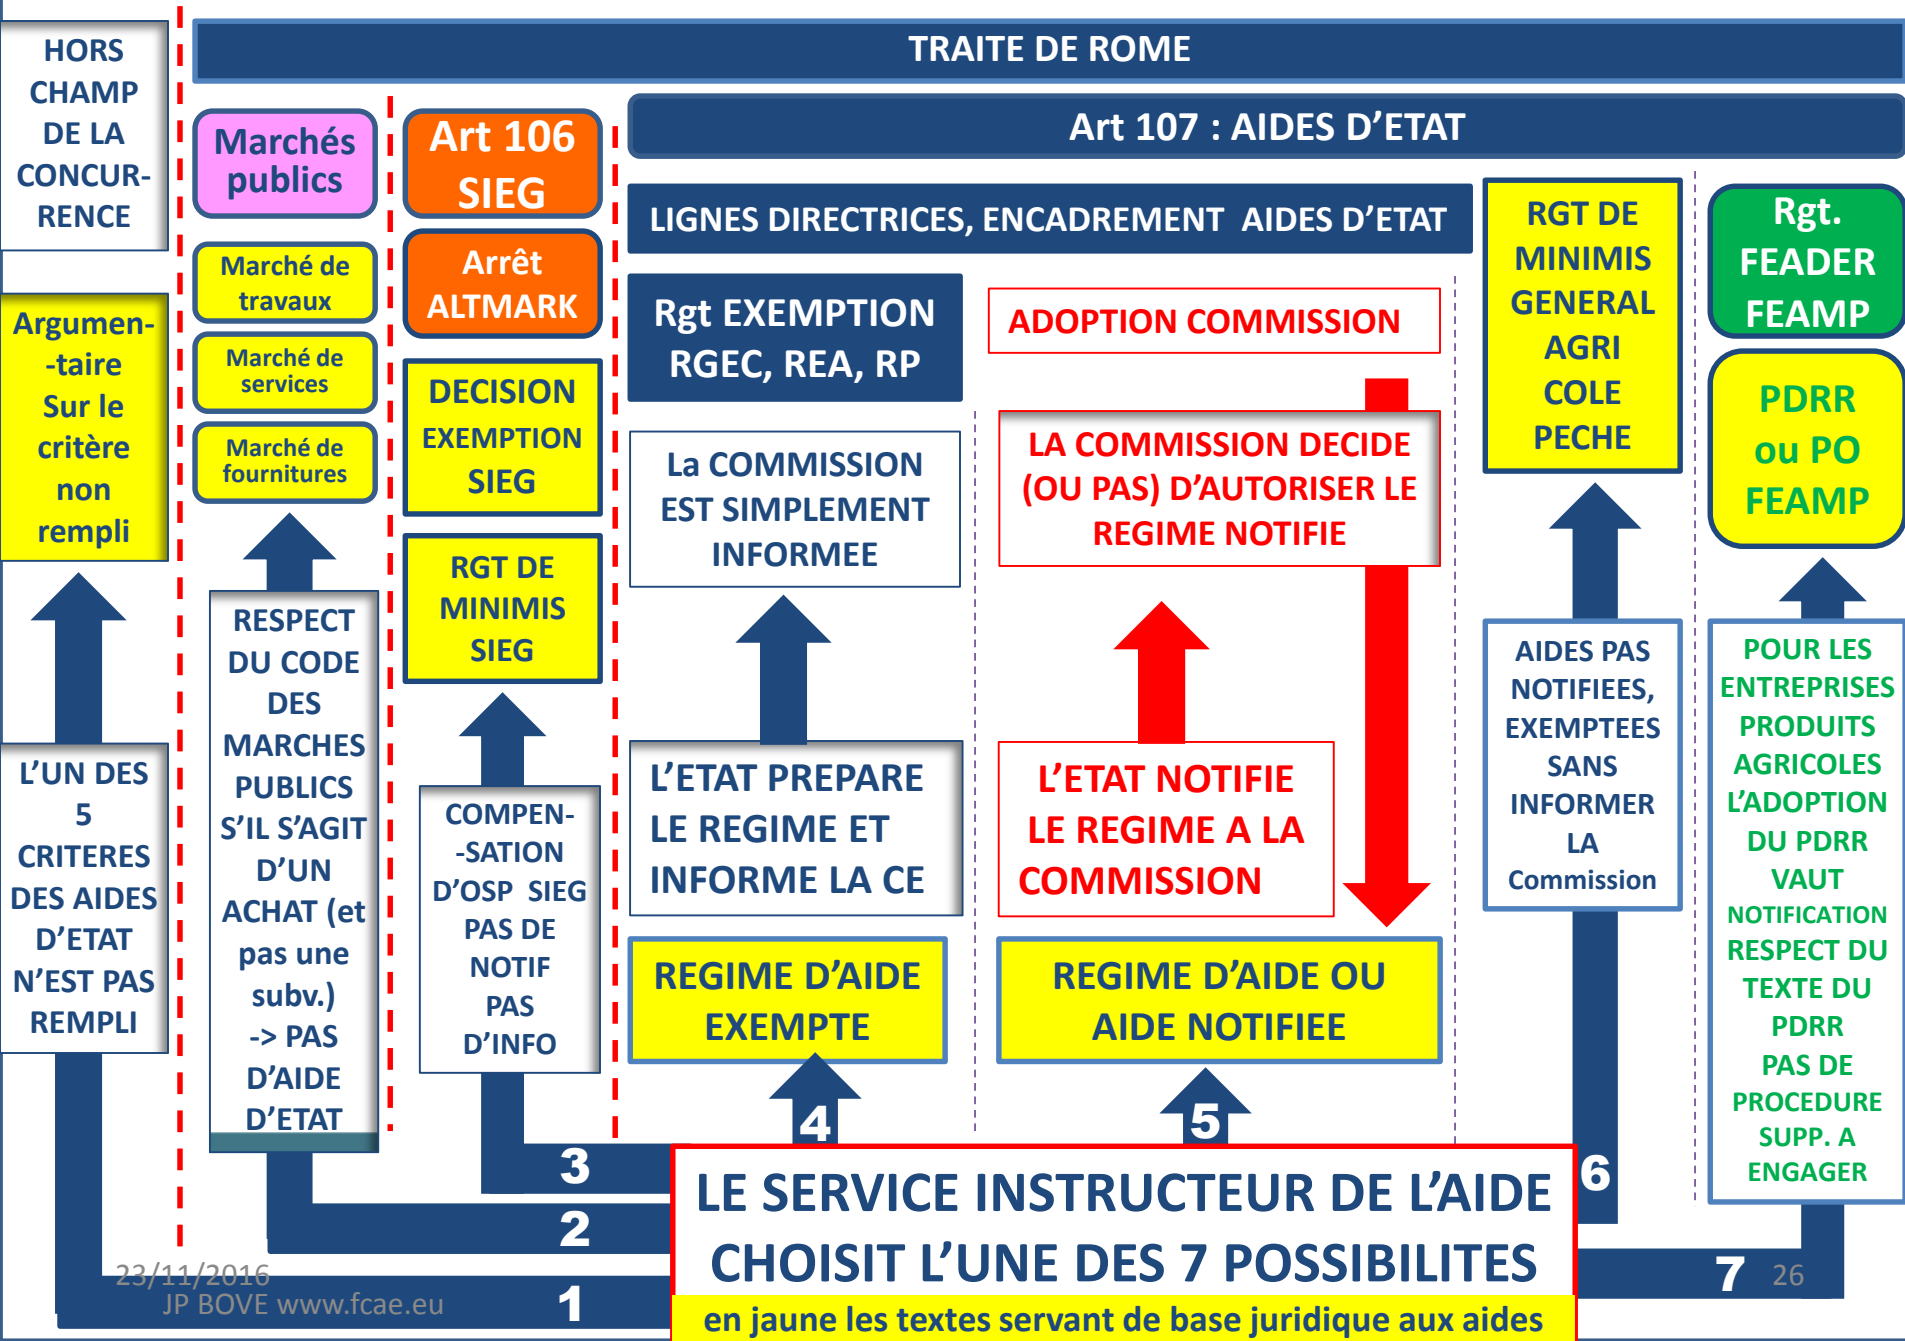 HORS
CHAMP
DE LA
CONCUR-
RENCE
Argumen-
-taire
Sur le
critère
non
rempli
L'UN DES
5
CRITERES
DES AIDES
D'ETAT
N'EST PAS
REMPLI
TRAITE DE ROME
Marchés
publics
Marché de
travaux
Marché de
services
Marché de
fournitures
RESPECT
DU CODE
DES
MARCHES
PUBLICS
S'IL S'AGIT
D'UN
ACHAT (et
pas une
subv.)
-> PAS
D'AIDE
D'ETAT
Art 106
SIEG
Arrêt
ALTMARK
DECISION
EXEMPTION
SIEG
RGT DE
MINIMIS
SIEG
COMPEN-
-SATION
D'OSP SIEG
PAS DE
NOTIF
PAS
D'INFO
Art 107 : AIDES D'ETAT
LIGNES DIRECTRICES, ENCADREMENT AIDES D'ETAT
Rgt EXEMPTION
RGEC, REA, RP
La COMMISSION
EST SIMPLEMENT
INFORMEE
L'ETAT PREPARE
LE REGIME ET
INFORME LA CE
REGIME D'AIDE
EXEMPTE
ADOPTION COMMISSION
LA COMMISSION DECIDE
(OU PAS) D'AUTORISER LE
REGIME NOTIFIE
L'ETAT NOTIFIE
LE REGIME A LA
COMMISSION
REGIME D'AIDE OU
AIDE NOTIFIEE
RGT DE
MINIMIS
GENERAL
AGRI
COLE
PECHE
AIDES PAS
NOTIFIEES,
EXEMPTEES
SANS
INFORMER
LA
Commission
Rgt.
FEADER
FEAMP
PDRR
ou PO
FEAMP
POUR LES
ENTREPRISES
PRODUITS
AGRICOLES
L'ADOPTION
DU PDRR
VAUT
NOTIFICATION
RESPECT DU
TEXTE DU
PDRR
PAS DE
PROCEDURE
SUPP. A
ENGAGER
4
5
3
6
2
1
7
LE SERVICE INSTRUCTEUR DE L'AIDE
CHOISIT L'UNE DES 7 POSSIBILITES
en jaune les textes servant de base juridique aux aides
23/11/2016
JP BOVE www.fcae.eu
26